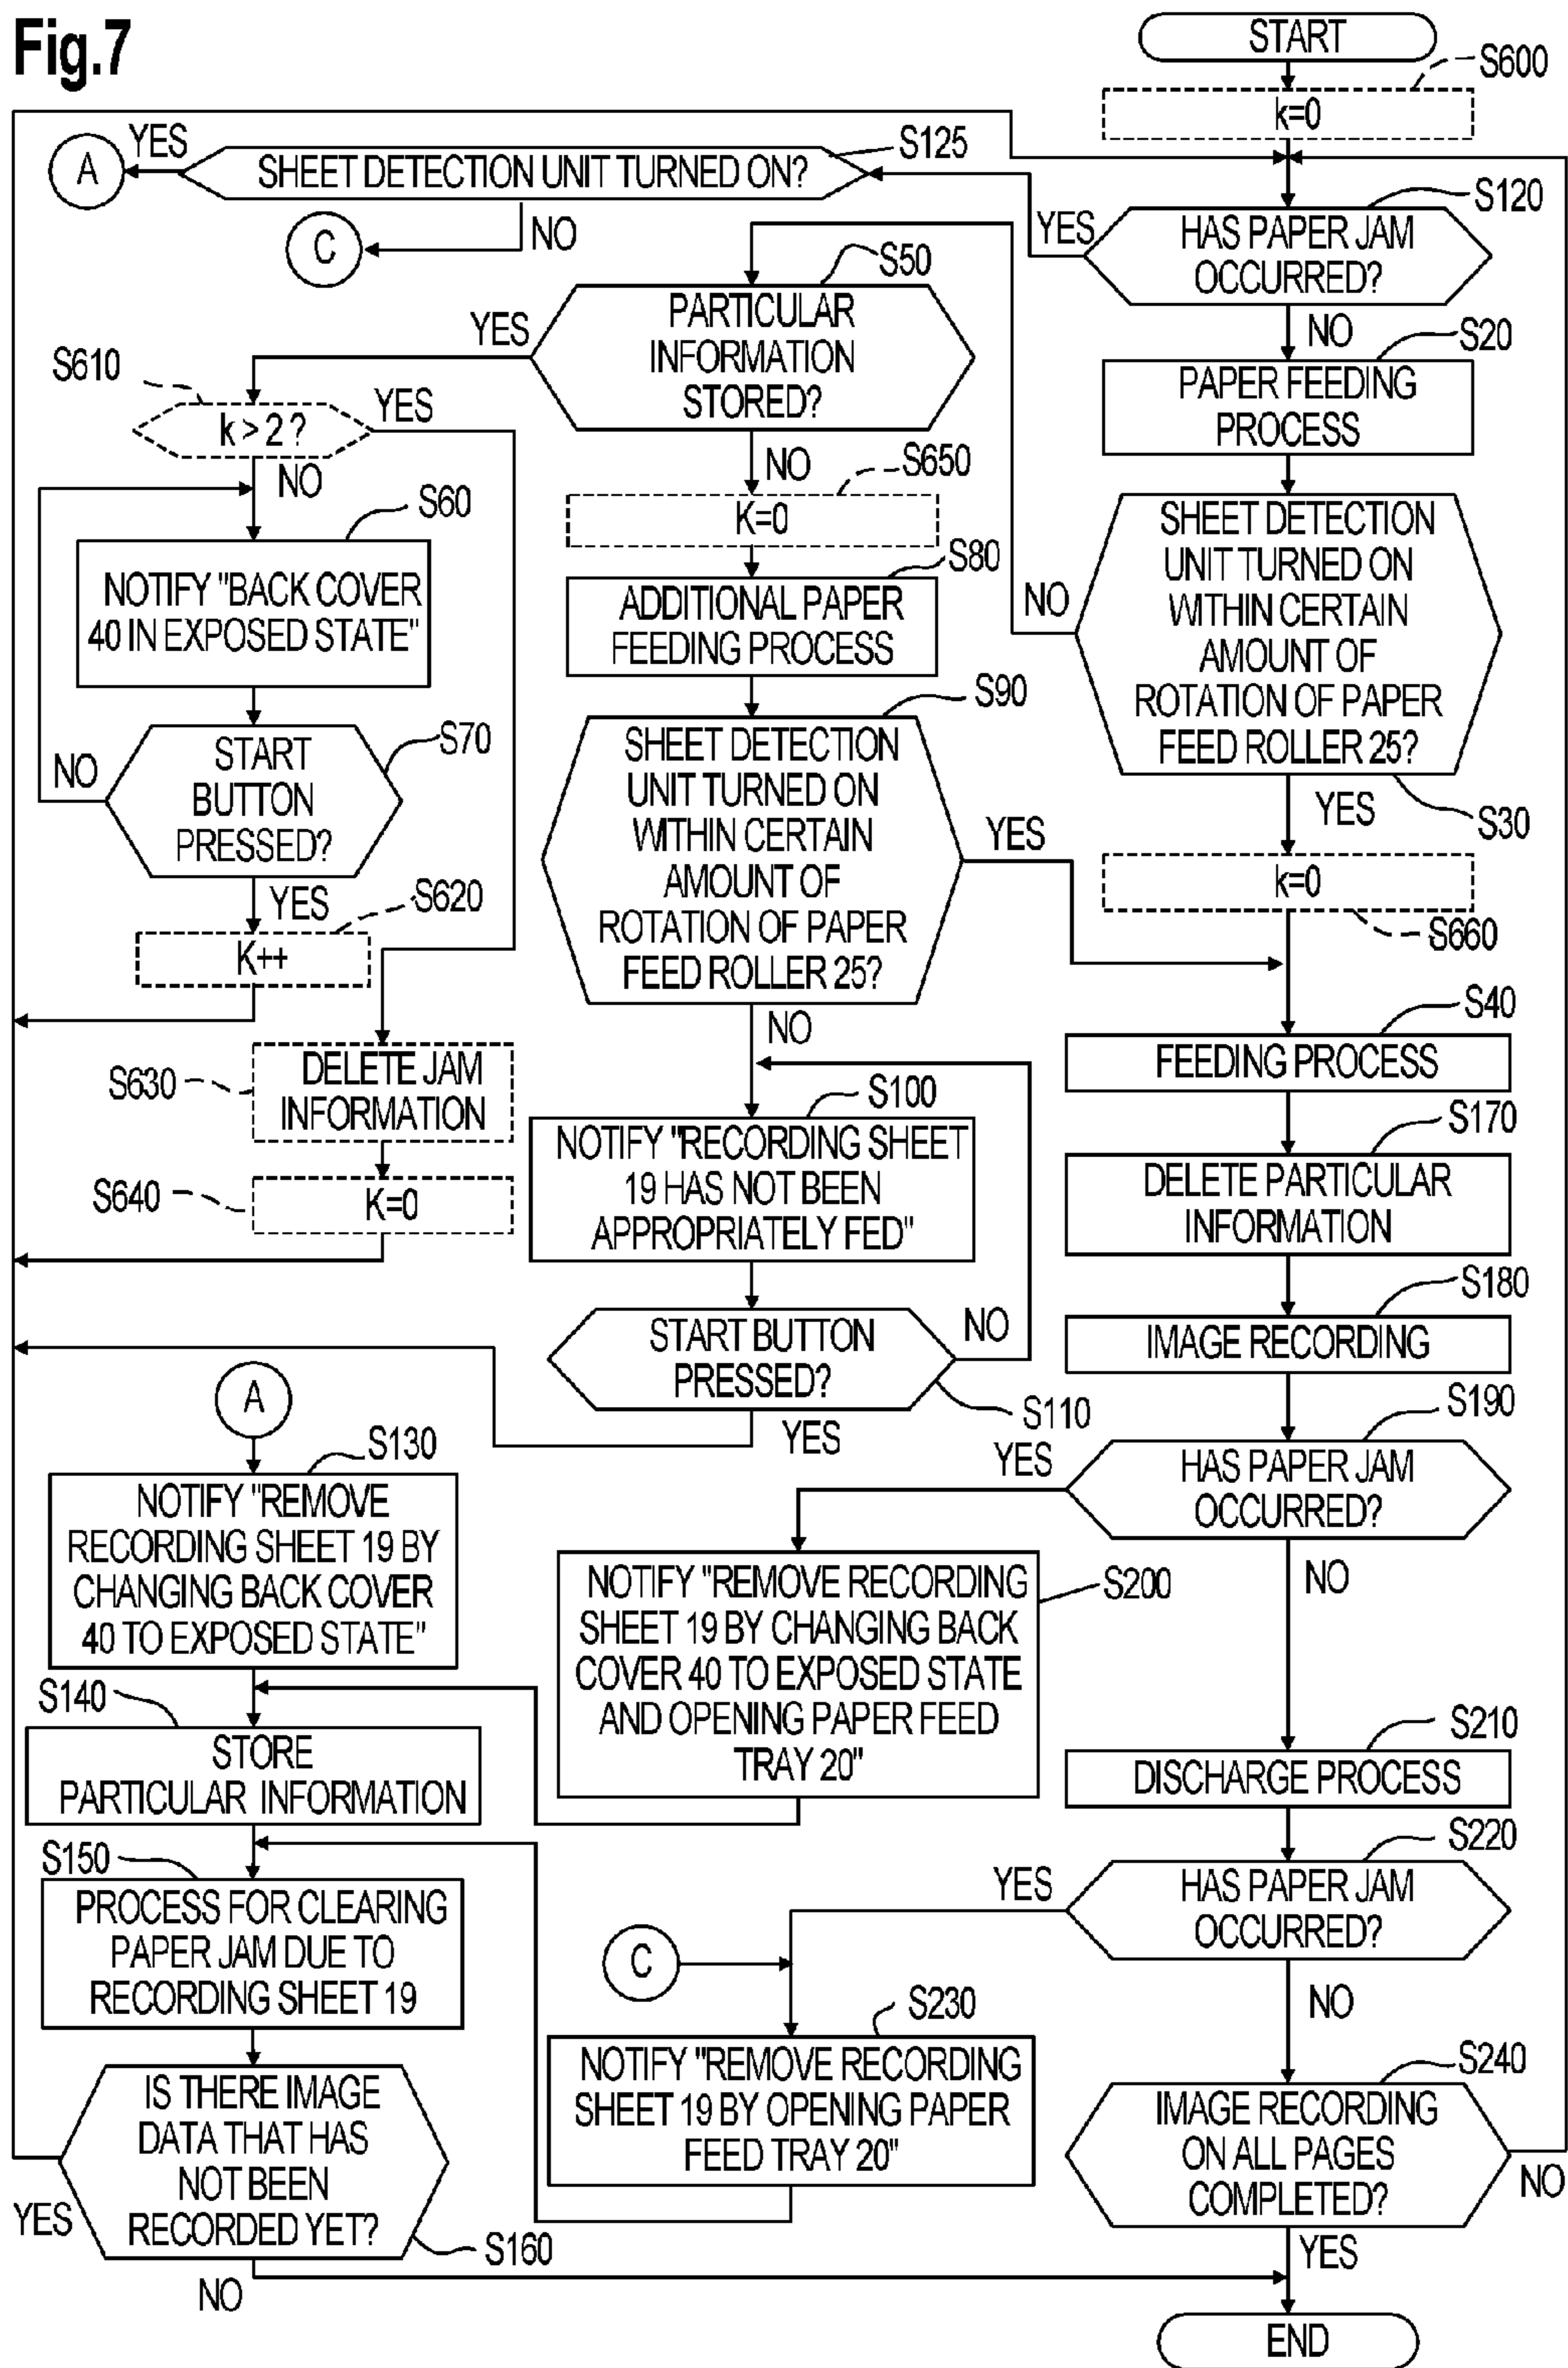 Fig.7
START
S600
k=0
S125
YES
A
SHEET DETECTION UNIT TURNED ON?
NO
C
S120
YES
HAS PAPER JAM
OCCURRED?
NO
S50
YES
PARTICULAR
INFORMATION
STORED?
NO
S20
PAPER FEEDING
PROCESS
S610
k > 2 ?
YES
NO
S650
K=0
S60
NOTIFY "BACK COVER
40 IN EXPOSED STATE"
S80
ADDITIONAL PAPER
FEEDING PROCESS
SHEET DETECTION
UNIT TURNED ON
WITHIN CERTAIN
AMOUNT OF
ROTATION OF PAPER
FEED ROLLER 25?
NO
YES
S30
S70
START
BUTTON
PRESSED?
NO
YES
S90
SHEET DETECTION
UNIT TURNED ON
WITHIN CERTAIN
AMOUNT OF
ROTATION OF PAPER
FEED ROLLER 25?
YES
NO
k=0
S660
S620
K++
S630
DELETE JAM
INFORMATION
S640
K=0
S40
FEEDING PROCESS
S100
NOTIFY "RECORDING SHEET
19 HAS NOT BEEN
APPROPRIATELY FED"
S170
DELETE PARTICULAR
INFORMATION
S180
IMAGE RECORDING
START BUTTON
PRESSED?
NO
S110
YES
A
S130
NOTIFY "REMOVE
RECORDING SHEET 19 BY
CHANGING BACK COVER
40 TO EXPOSED STATE"
S190
YES
HAS PAPER JAM
OCCURRED?
NO
S200
NOTIFY "REMOVE RECORDING
SHEET 19 BY CHANGING BACK
COVER 40 TO EXPOSED STATE
AND OPENING PAPER FEED
TRAY 20"
S140
STORE
PARTICULAR INFORMATION
S210
DISCHARGE PROCESS
S150
PROCESS FOR CLEARING
PAPER JAM DUE TO
RECORDING SHEET 19
S220
YES
HAS PAPER JAM
OCCURRED?
NO
C
S230
NOTIFY "REMOVE RECORDING
SHEET 19 BY OPENING PAPER
FEED TRAY 20"
IS THERE IMAGE
DATA THAT HAS
NOT BEEN
RECORDED YET?
YES
S160
NO
S240
IMAGE RECORDING
ON ALL PAGES
COMPLETED?
NO
YES
END